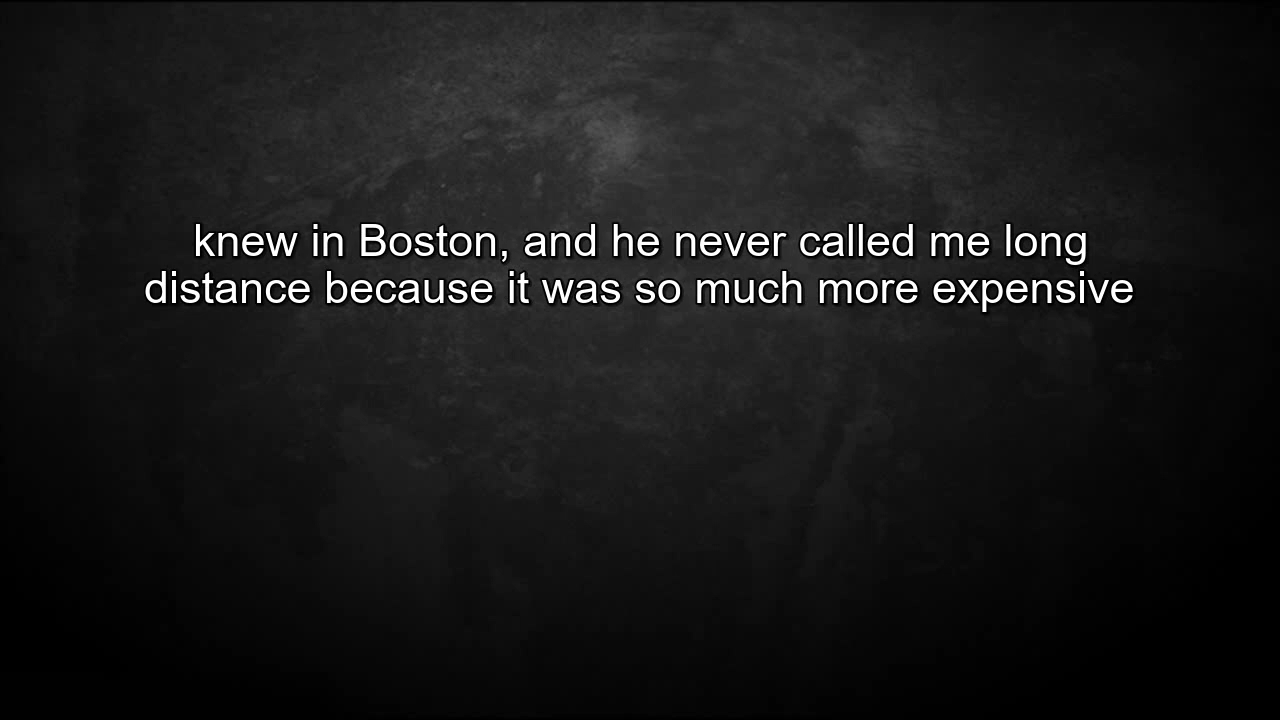 knew in Boston, and he never called me long
distance because it was so much more expensive